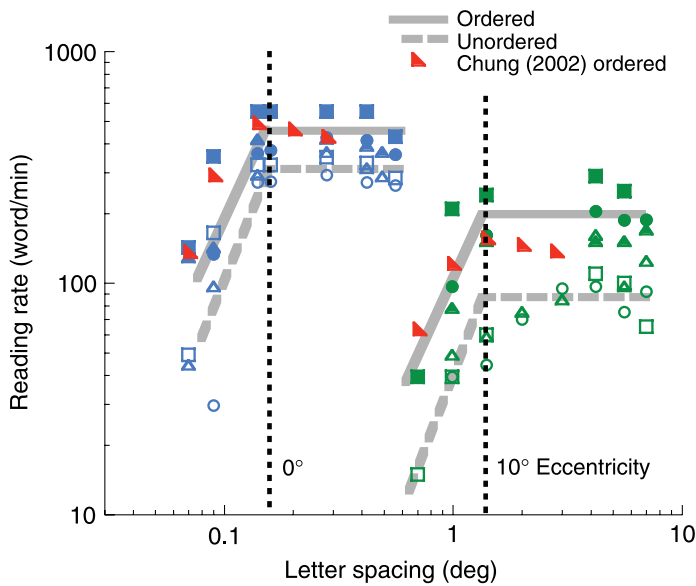 Ordered
Unordered
Chung (2002) ordered
1000
100
10
Reading rate (word/min)
0°
10° Eccentricity
0.1
1
10
Letter spacing (deg)